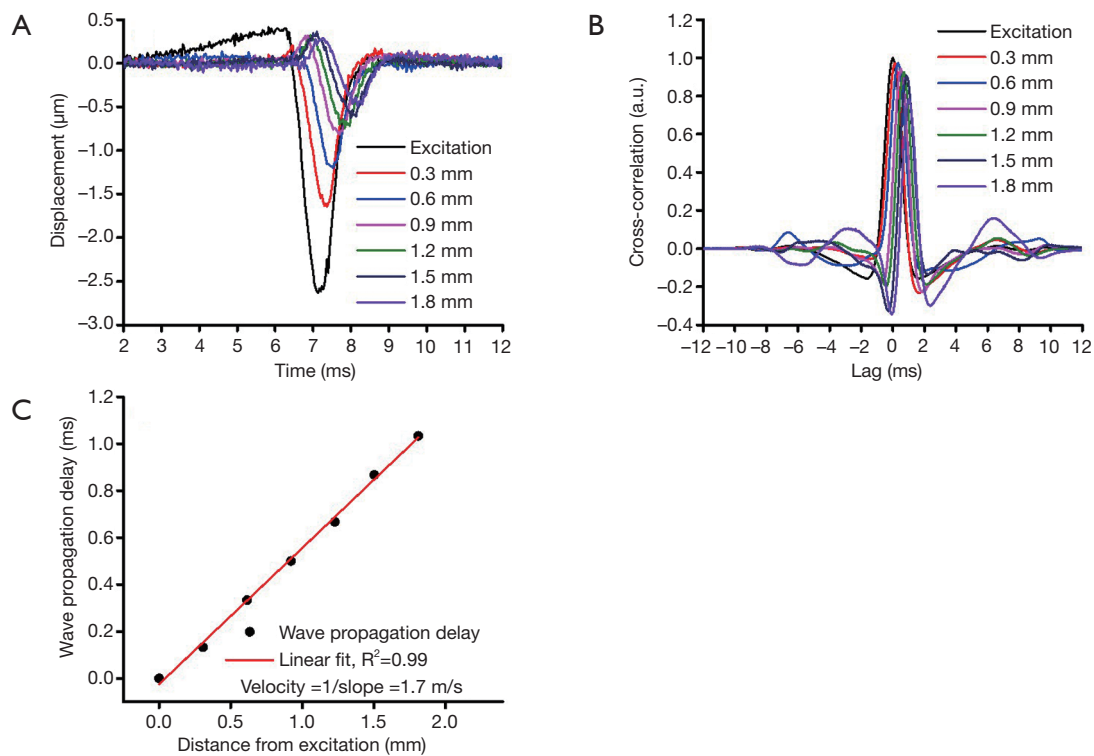 A
0.5
0.0
−0.5
−1.0
−1.5
−2.0
−2.5
−3.0
Displacement (µm)
Excitation
0.3 mm
0.6 mm
0.9 mm
1.2 mm
1.5 mm
1.8 mm
2 3 4 5 6 7 8 9 10 11 12
Time (ms)
B
1.2
1.0
0.8
0.6
0.4
0.2
0.0
−0.2
−0.4
Cross-correlation (a.u.)
Excitation
0.3 mm
0.6 mm
0.9 mm
1.2 mm
1.5 mm
1.8 mm
−12 −10 −8 −6 −4 −2 0 2 4 6 8 10 12
Lag (ms)
C
1.2
1.0
0.8
0.6
0.4
0.2
0.0
Wave propagation delay (ms)
Wave propagation delay
Linear fit, R²=0.99
Velocity =1/slope =1.7 m/s
0.0 0.5 1.0 1.5 2.0
Distance from excitation (mm)